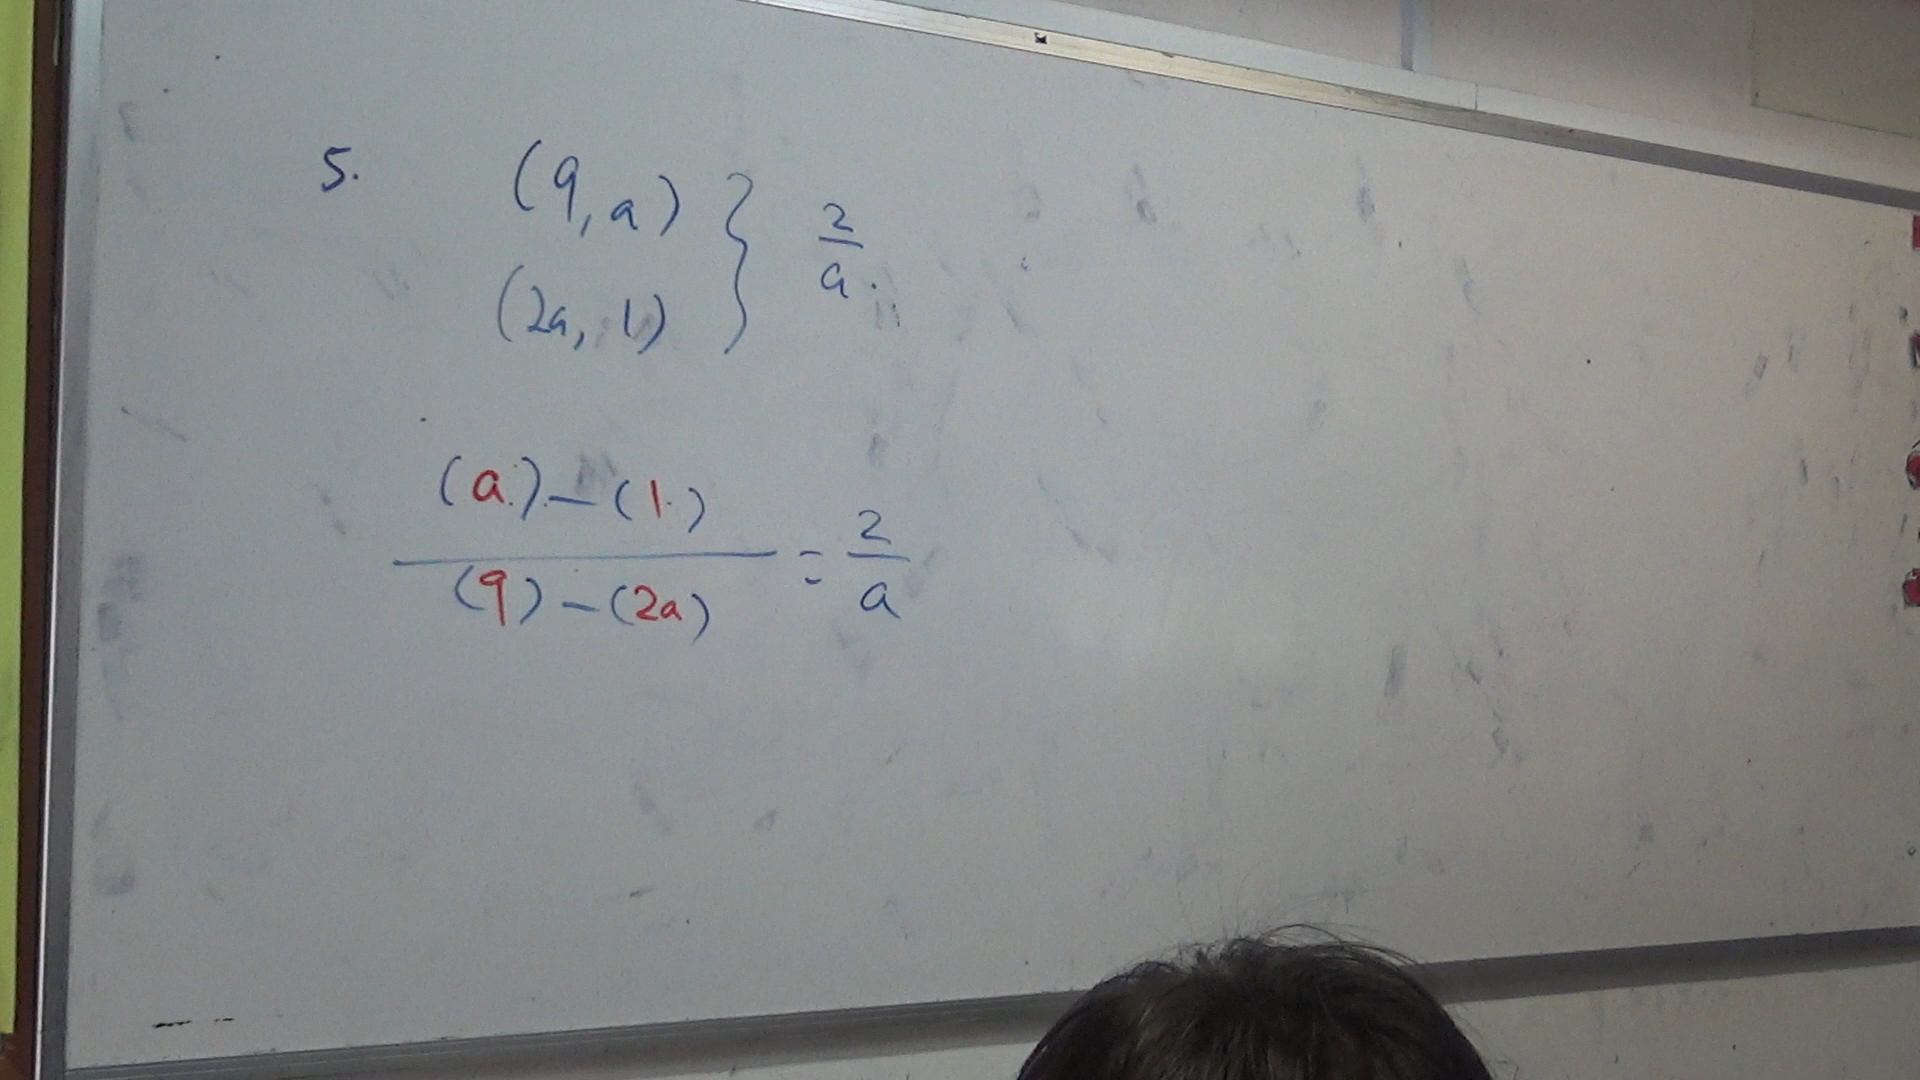 5. (9, a) } 2/a.
(2a, 1)
(a) - (1) / (9) - (2a) = 2/a